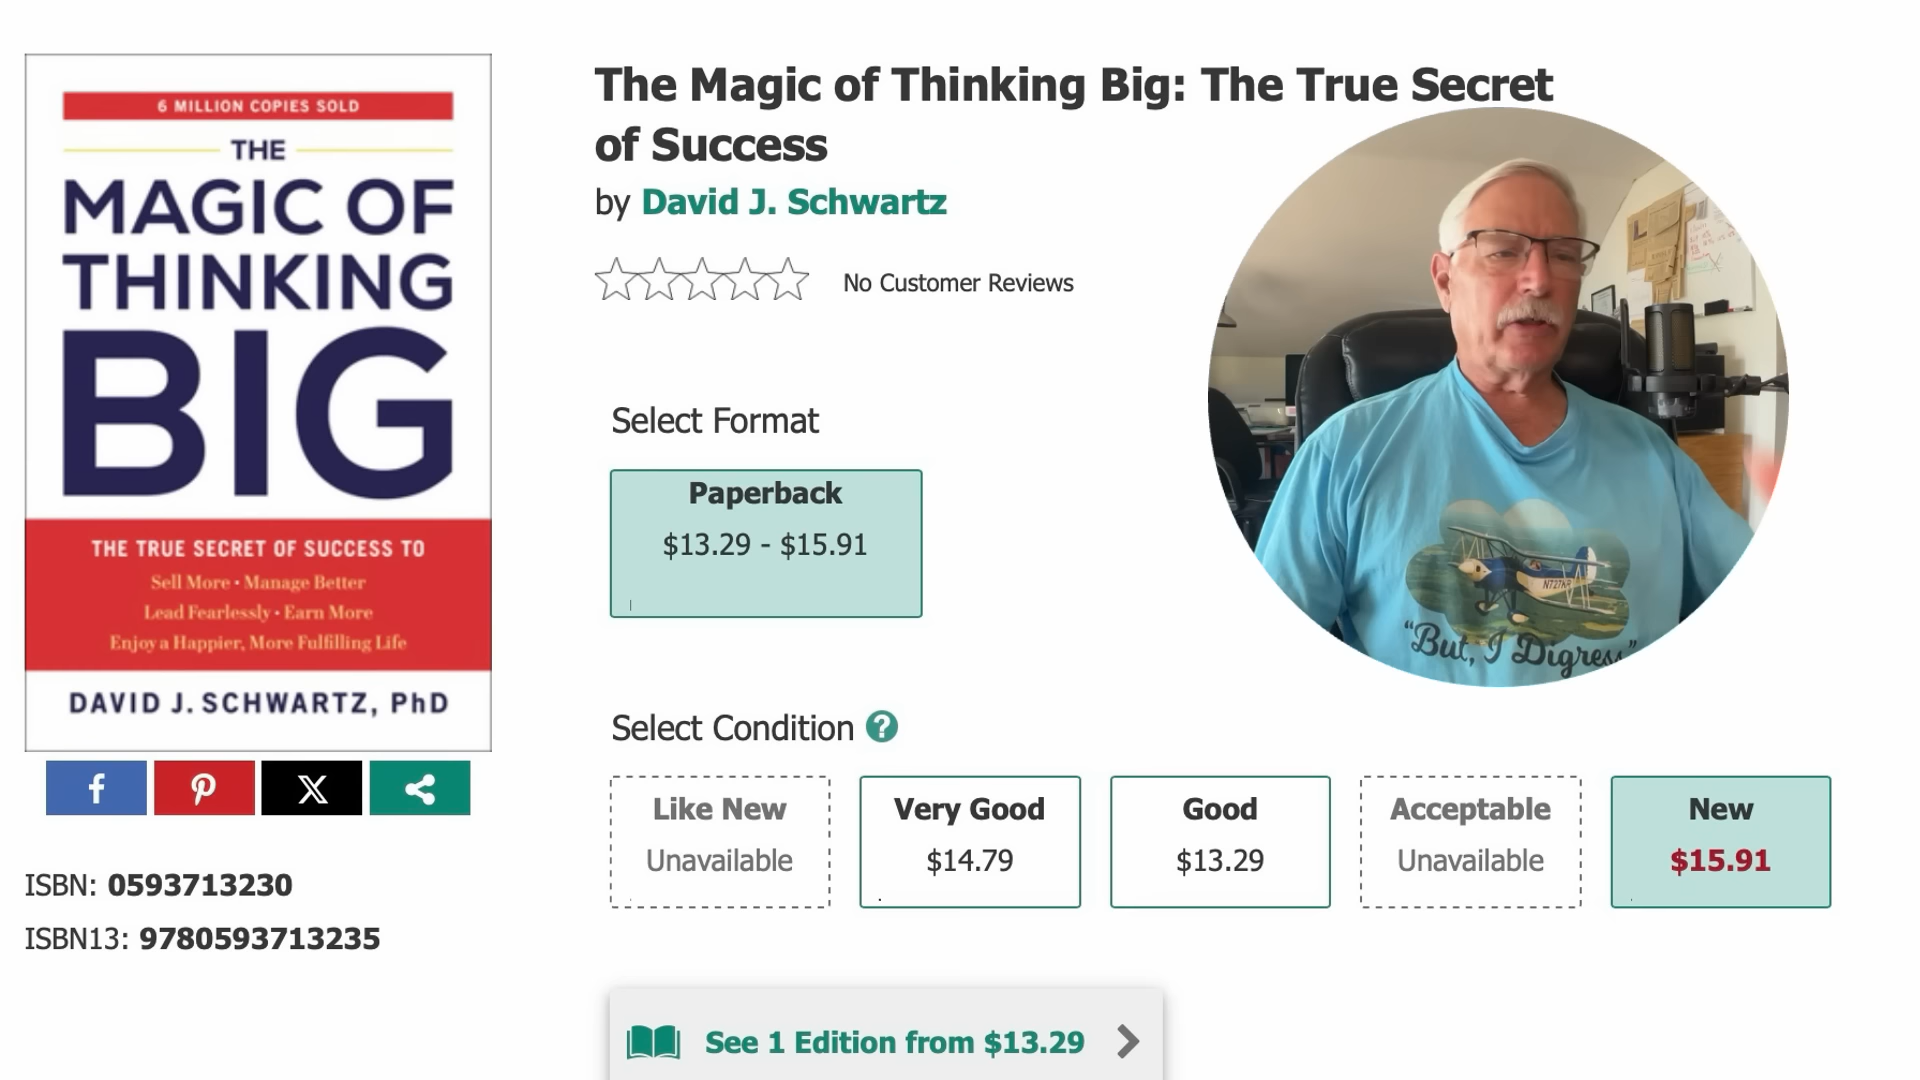 6 MILLION COPIES SOLD
THE
MAGIC OF
THINKING
BIG
THE TRUE SECRET OF SUCCESS TO
Sell More • Manage Better
Lead Fearlessly • Earn More
Enjoy a Happier, More Fulfilling Life
DAVID J. SCHWARTZ, PhD
ISBN: 0593713230
ISBN13: 9780593713235
The Magic of Thinking Big: The True Secret
of Success
by David J. Schwartz
No Customer Reviews
Select Format
Paperback
$13.29 - $15.91
Select Condition ?
Like New
Unavailable
Very Good
$14.79
Good
$13.29
Acceptable
Unavailable
New
$15.91
See 1 Edition from $13.29
N727KR
"But, I Digress"